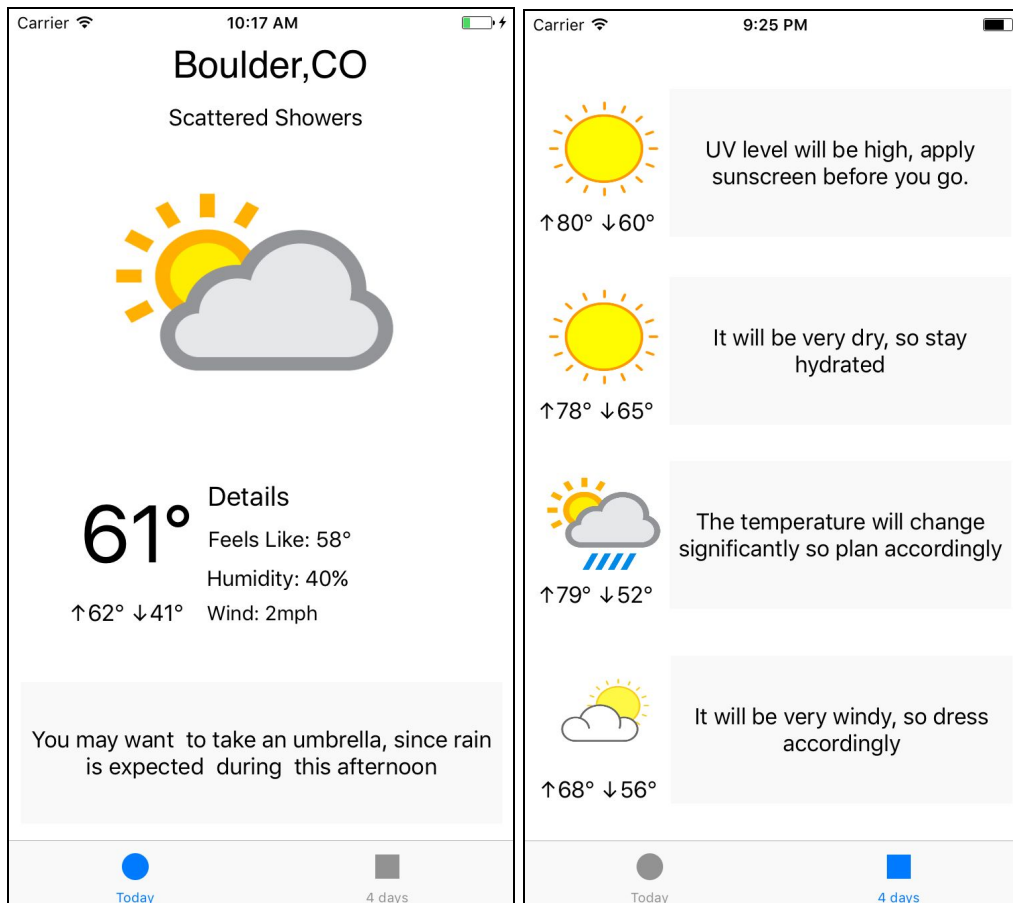 Carrier
10:17 AM
Boulder,CO
Scattered Showers
61°
↑62° ↓41°
Details
Feels Like: 58°
Humidity: 40%
Wind: 2mph
You may want  to take an umbrella, since rain
is expected  during  this afternoon
Today
4 days
Carrier
9:25 PM
↑80° ↓60°
UV level will be high, apply
sunscreen before you go.
↑78° ↓65°
It will be very dry, so stay
hydrated
↑79° ↓52°
The temperature will change
significantly so plan accordingly
↑68° ↓56°
It will be very windy, so dress
accordingly
Today
4 days